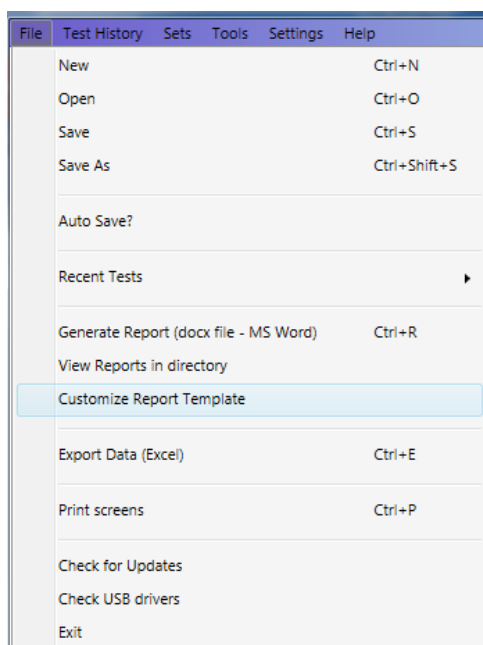 File Test History Sets Tools Settings Help
New Ctrl+N
Open Ctrl+O
Save Ctrl+S
Save As Ctrl+Shift+S
Auto Save?
Recent Tests
Generate Report (docx file - MS Word) Ctrl+R
View Reports in directory
Customize Report Template
Export Data (Excel) Ctrl+E
Print screens Ctrl+P
Check for Updates
Check USB drivers
Exit